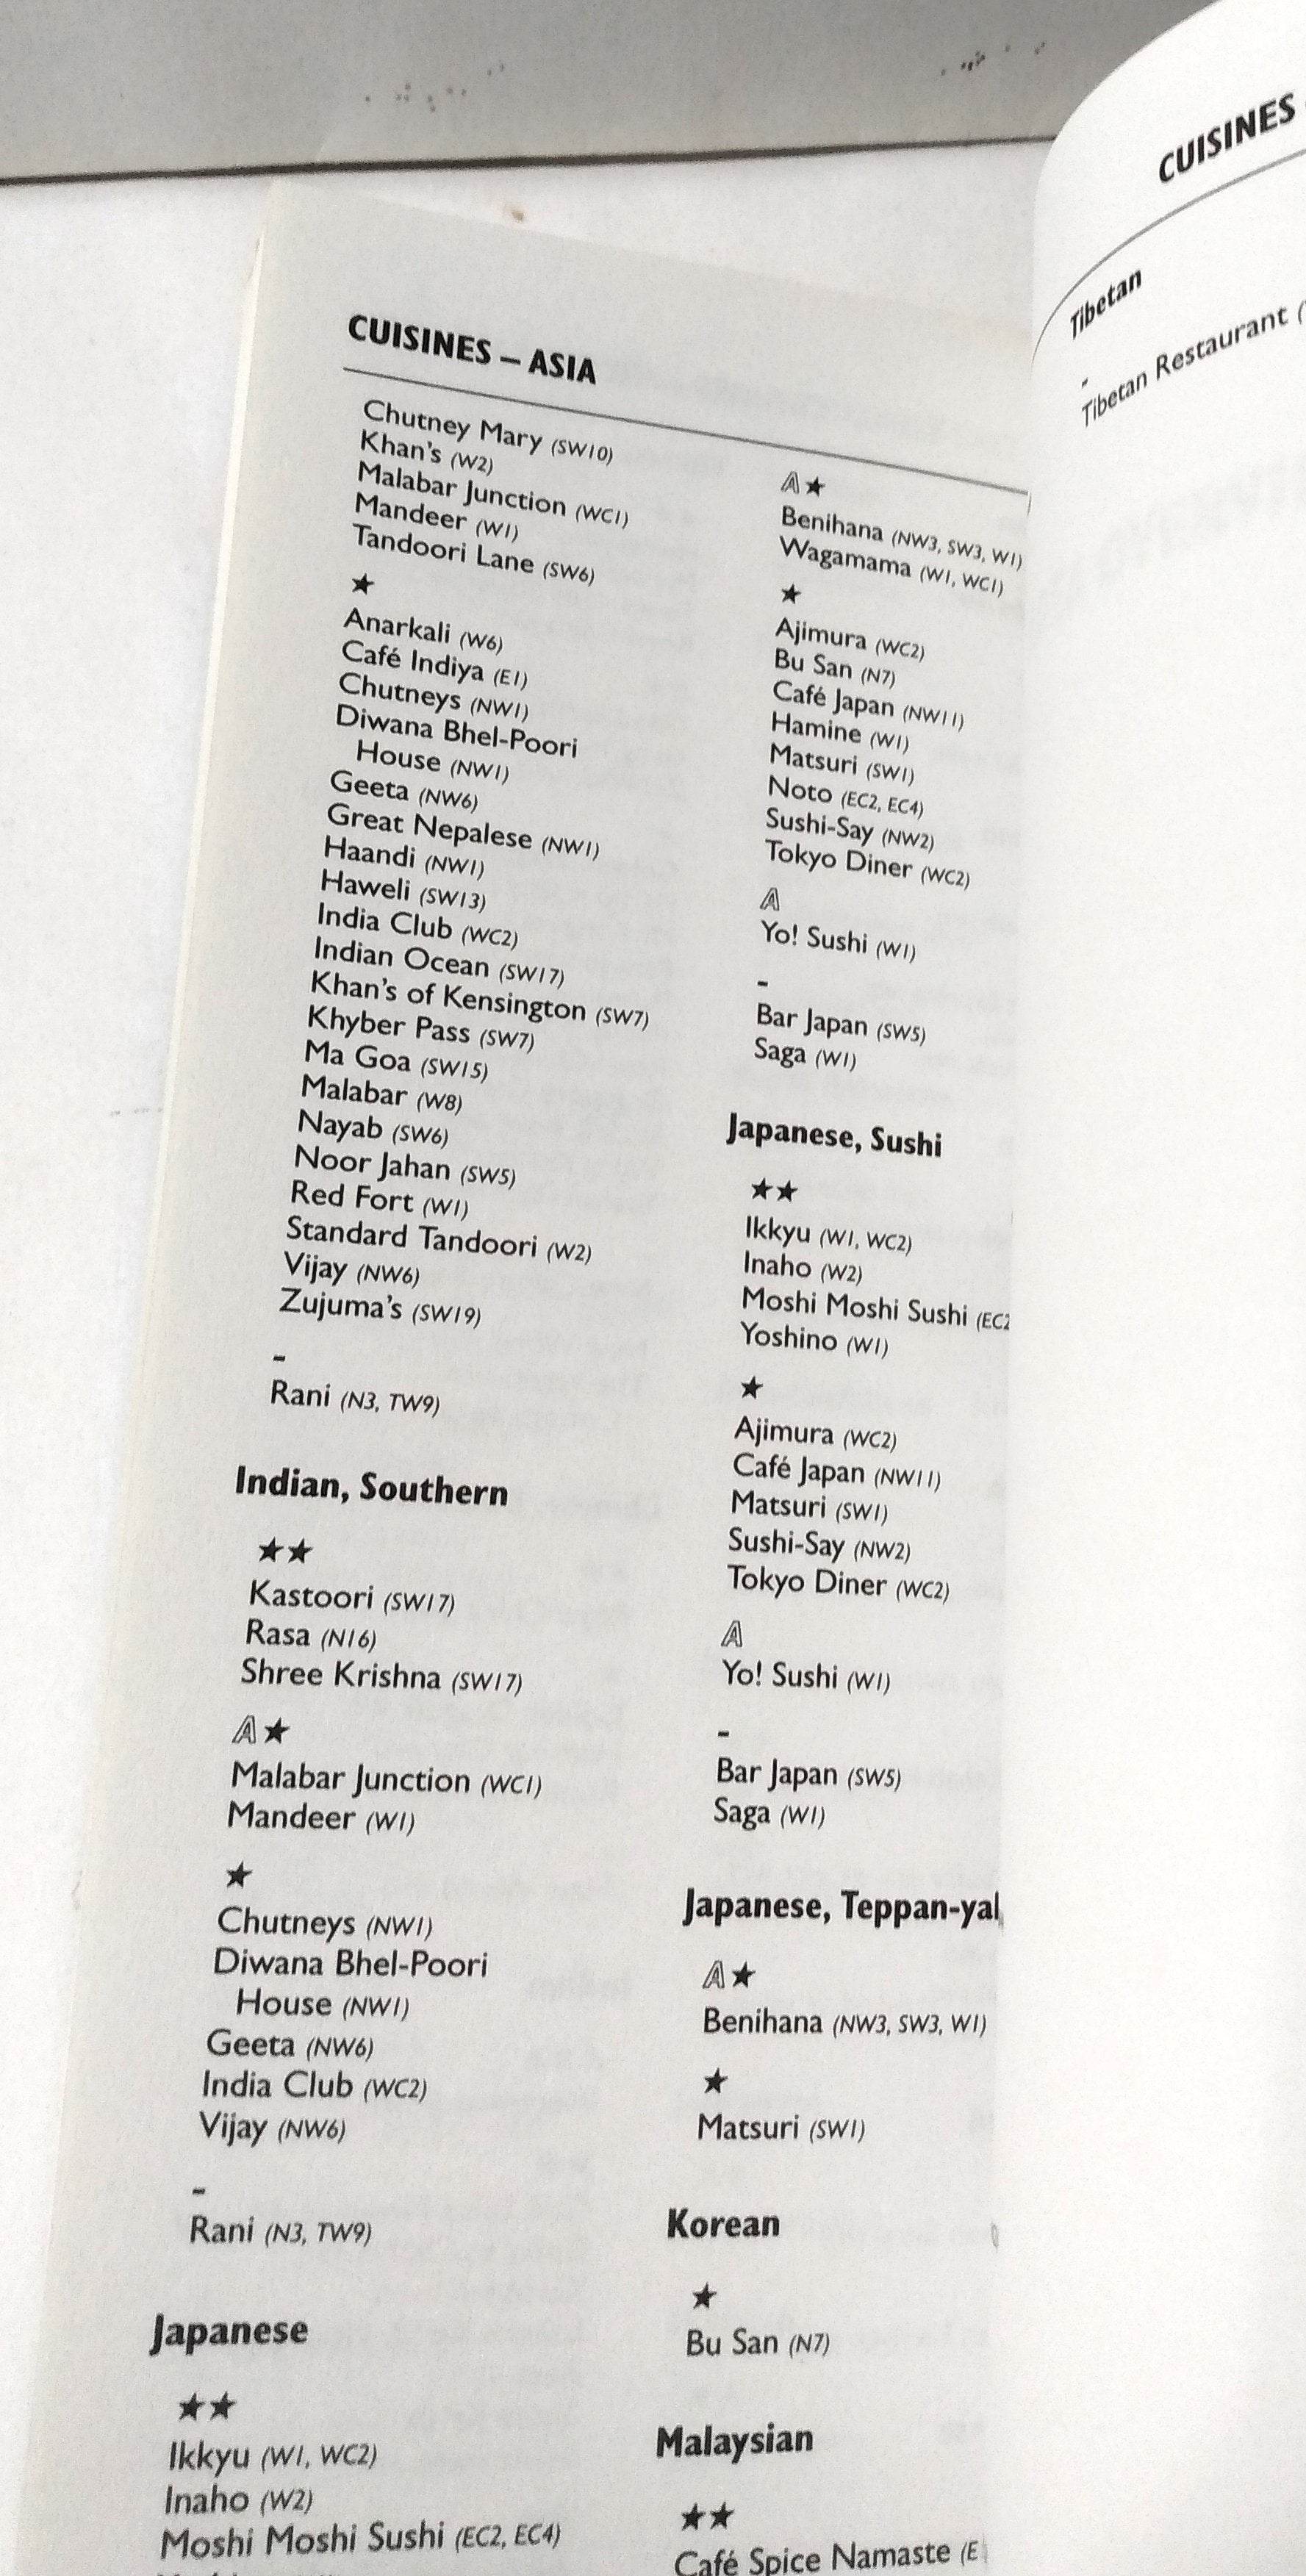 CUISINES – ASIA
Chutney Mary (SW10)
Khan's (W2)
Malabar Junction (WC1)
Mandeer (W1)
Tandoori Lane (SW6)
★
Anarkali (W6)
Café Indiya (E1)
Chutneys (NW1)
Diwana Bhel-Poori
House (NW1)
Geeta (NW6)
Great Nepalese (NW1)
Haandi (NW1)
Haweli (SW13)
India Club (WC2)
Indian Ocean (SW17)
Khan's of Kensington (SW7)
Khyber Pass (SW7)
Ma Goa (SW15)
Malabar (W8)
Nayab (SW6)
Noor Jahan (SW5)
Red Fort (W1)
Standard Tandoori (W2)
Vijay (NW6)
Zujuma's (SW19)
-
Rani (N3, TW9)
Indian, Southern
★★
Kastoori (SW17)
Rasa (N16)
Shree Krishna (SW17)
A★
Malabar Junction (WC1)
Mandeer (W1)
★
Chutneys (NW1)
Diwana Bhel-Poori
House (NW1)
Geeta (NW6)
India Club (WC2)
Vijay (NW6)
-
Rani (N3, TW9)
Japanese
★★
Ikkyu (W1, WC2)
Inaho (W2)
Moshi Moshi Sushi (EC2, EC4)
A★
Benihana (NW3, SW3, W1)
Wagamama (W1, WC1)
★
Ajimura (WC2)
Bu San (N7)
Café Japan (NW11)
Hamine (W1)
Matsuri (SW1)
Noto (EC2, EC4)
Sushi-Say (NW2)
Tokyo Diner (WC2)
A
Yo! Sushi (W1)
-
Bar Japan (SW5)
Saga (W1)
Japanese, Sushi
★★
Ikkyu (W1, WC2)
Inaho (W2)
Moshi Moshi Sushi (EC2
Yoshino (W1)
★
Ajimura (WC2)
Café Japan (NW11)
Matsuri (SW1)
Sushi-Say (NW2)
Tokyo Diner (WC2)
A
Yo! Sushi (W1)
-
Bar Japan (SW5)
Saga (W1)
Japanese, Teppan-ya
A★
Benihana (NW3, SW3, W1)
★
Matsuri (SW1)
Korean
★
Bu San (N7)
Malaysian
★★
Café Spice Namaste (E
CUISINES
Tibetan
-
Tibetan Restaurant (